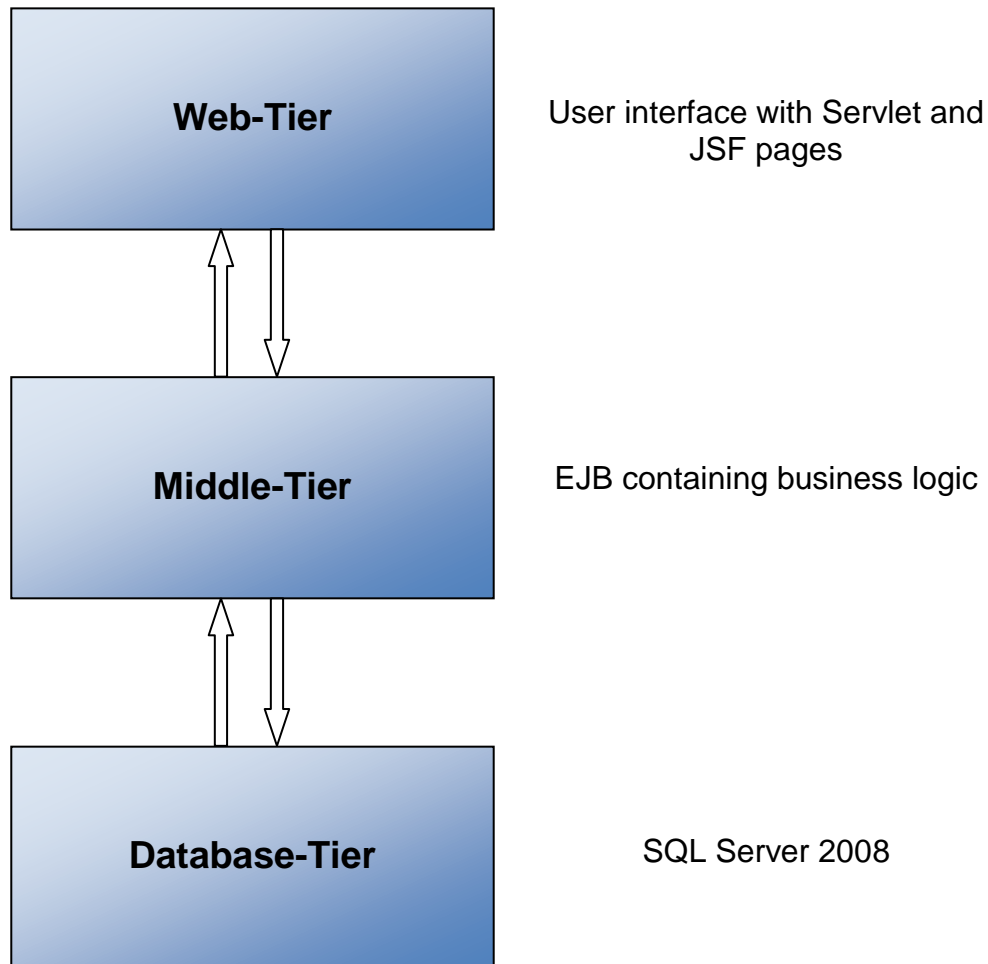 Web-Tier
User interface with Servlet and
JSF pages
Middle-Tier
EJB containing business logic
Database-Tier
SQL Server 2008